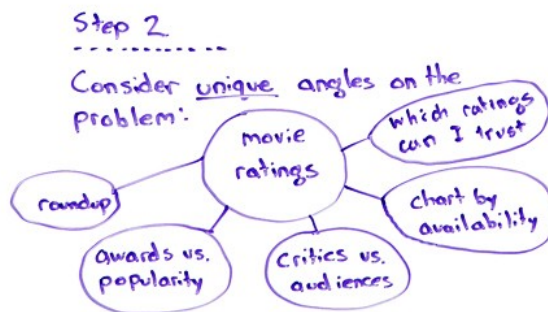 Step 2
Consider unique angles on the
problem:
movie
ratings
which ratings
can I trust
roundup
chart by
availability
awards vs.
popularity
critics vs.
audiences